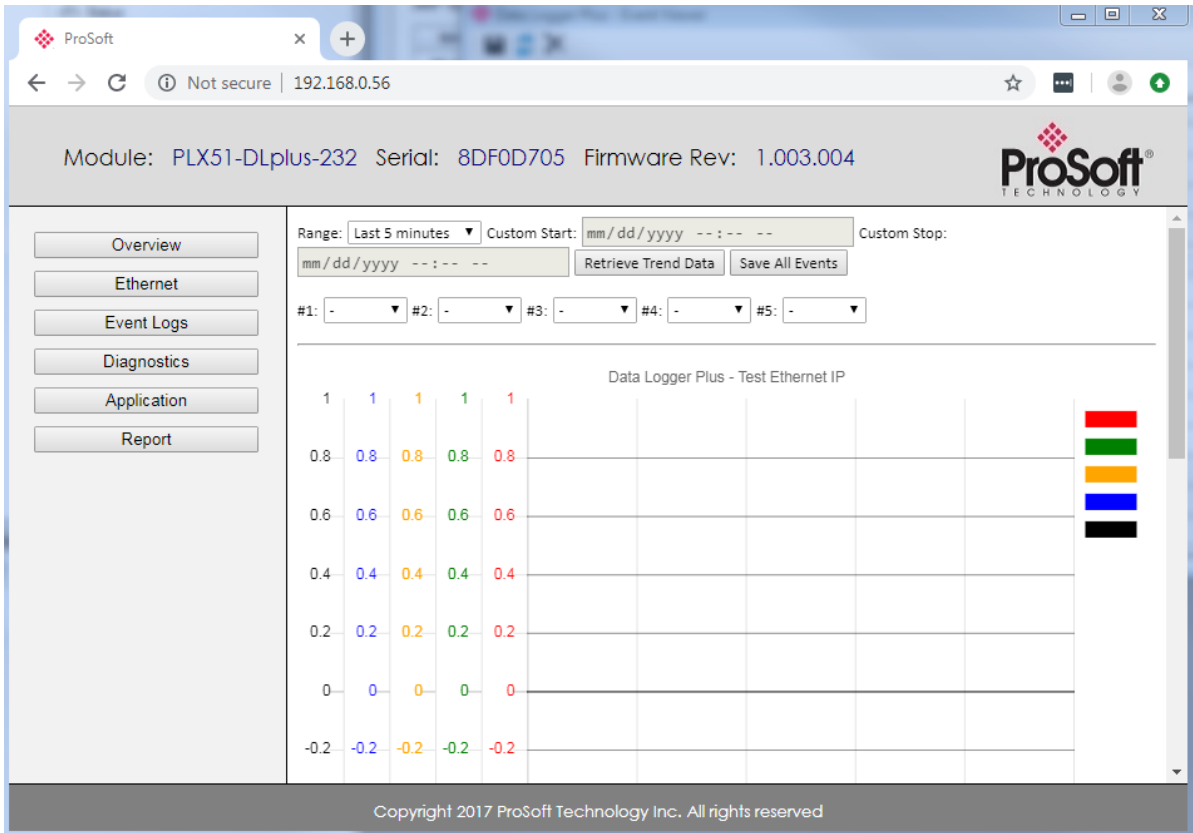 ProSoft
Data Logger Plus - Event Viewer
Not secure | 192.168.0.56
Module: PLX51-DLplus-232 Serial: 8DF0D705 Firmware Rev: 1.003.004
ProSoft®
TECHNOLOGY
Overview
Ethernet
Event Logs
Diagnostics
Application
Report
Range: Last 5 minutes Custom Start: mm/dd/yyyy --:-- -- Custom Stop:
mm/dd/yyyy --:-- -- Retrieve Trend Data Save All Events
#1: - #2: - #3: - #4: - #5: -
Data Logger Plus - Test Ethernet IP
1 1 1 1 1
0.8 0.8 0.8 0.8 0.8
0.6 0.6 0.6 0.6 0.6
0.4 0.4 0.4 0.4 0.4
0.2 0.2 0.2 0.2 0.2
0 0 0 0 0
-0.2 -0.2 -0.2 -0.2 -0.2
Copyright 2017 ProSoft Technology Inc. All rights reserved